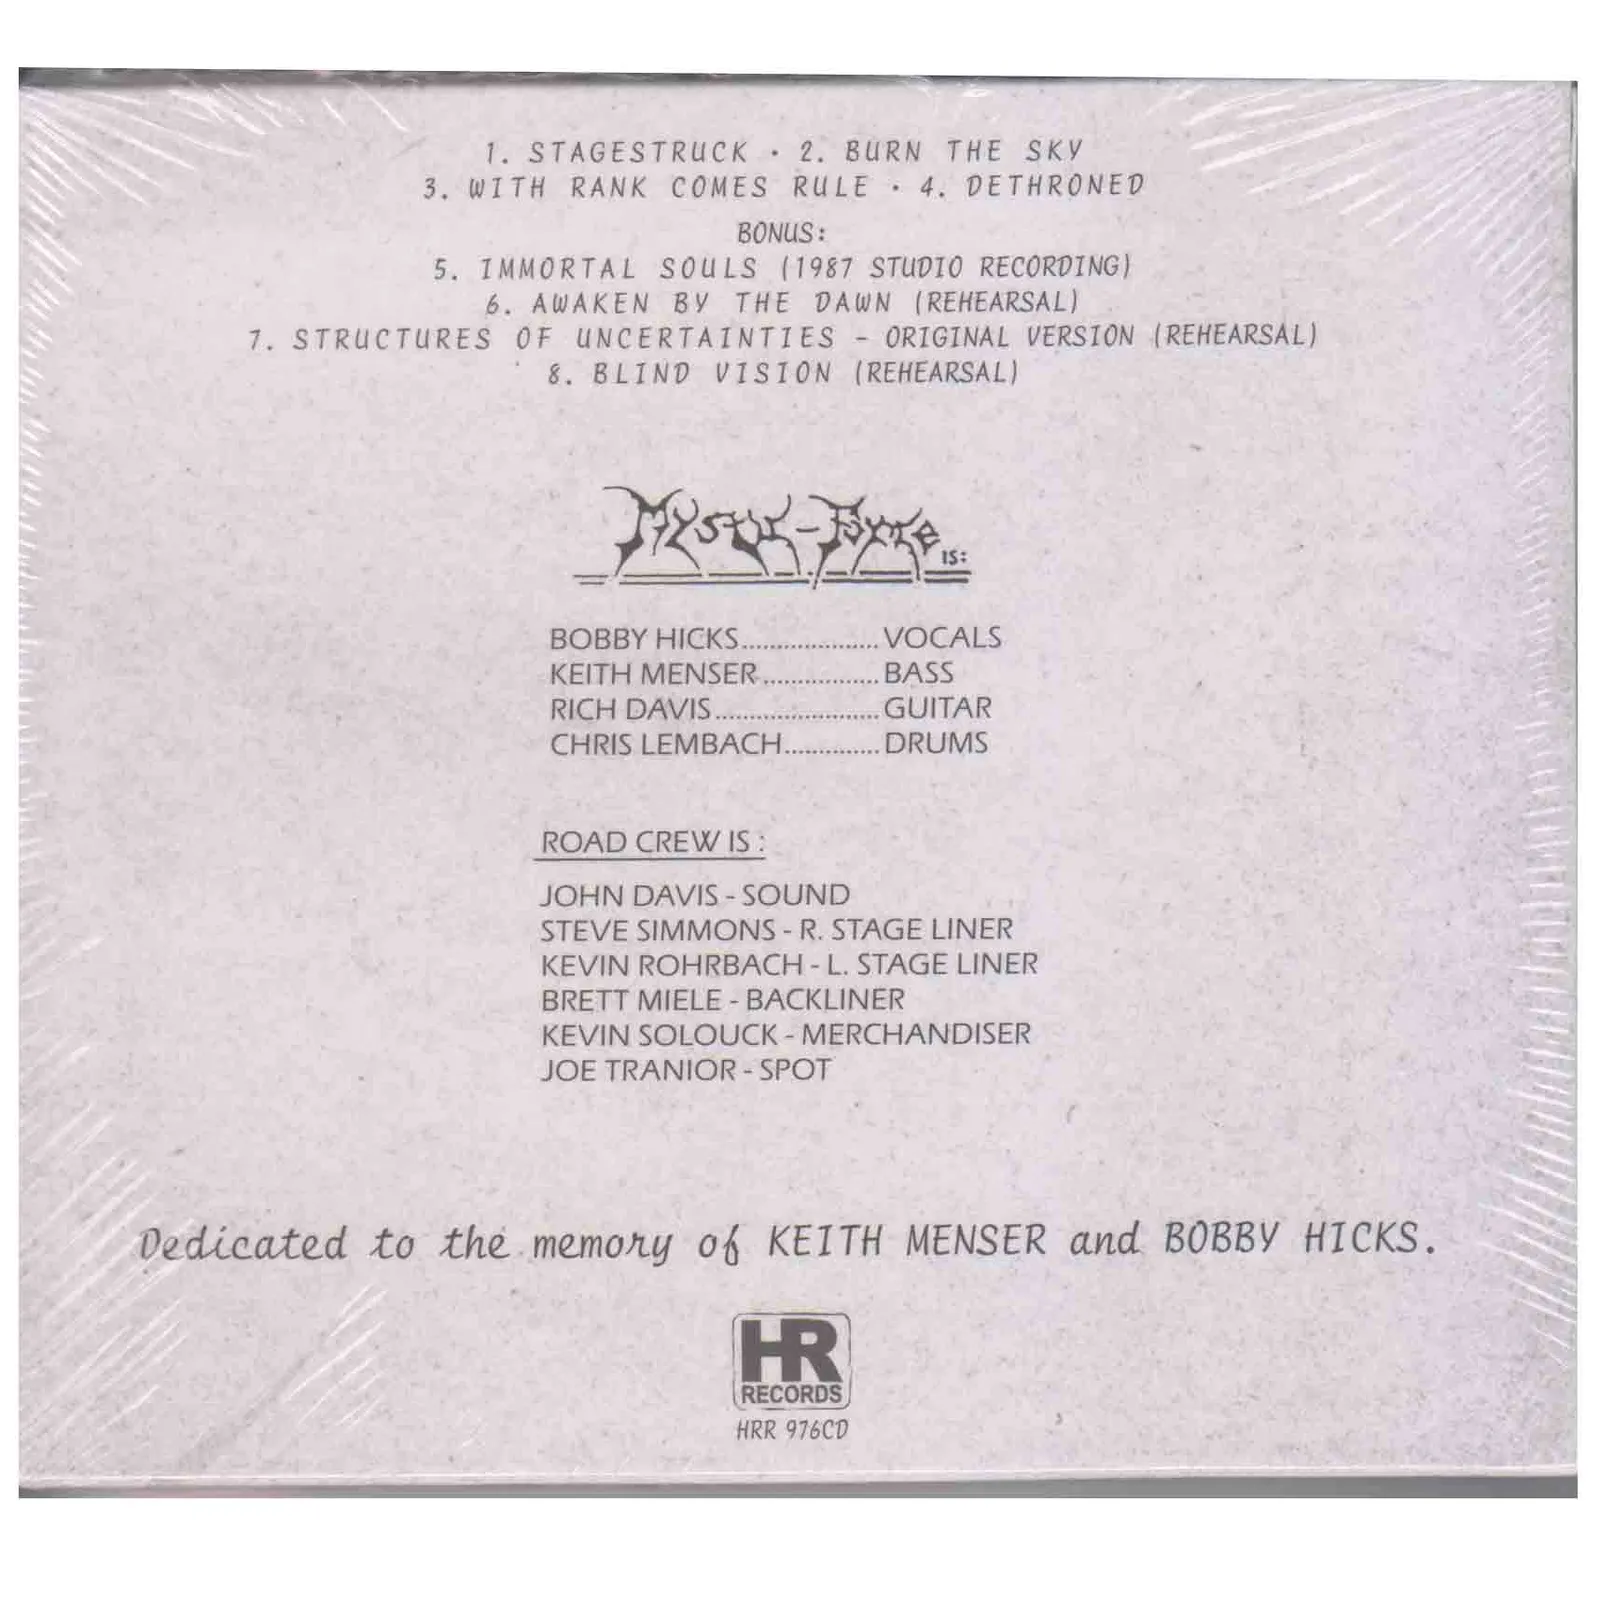 1. STAGESTRUCK · 2. BURN THE SKY
3. WITH RANK COMES RULE · 4. DETHRONED
BONUS:
5. IMMORTAL SOULS (1987 STUDIO RECORDING)
6. AWAKEN BY THE DAWN (REHEARSAL)
7. STRUCTURES OF UNCERTAINTIES - ORIGINAL VERSION (REHEARSAL)
8. BLIND VISION (REHEARSAL)
IS:
BOBBY HICKS....................VOCALS
KEITH MENSER.................BASS
RICH DAVIS........................GUITAR
CHRIS LEMBACH..............DRUMS
ROAD CREW IS :
JOHN DAVIS - SOUND
STEVE SIMMONS - R. STAGE LINER
KEVIN ROHRBACH - L. STAGE LINER
BRETT MIELE - BACKLINER
KEVIN SOLOUCK - MERCHANDISER
JOE TRANIOR - SPOT
Dedicated to the memory of KEITH MENSER and BOBBY HICKS.
HR
RECORDS
HRR 976CD